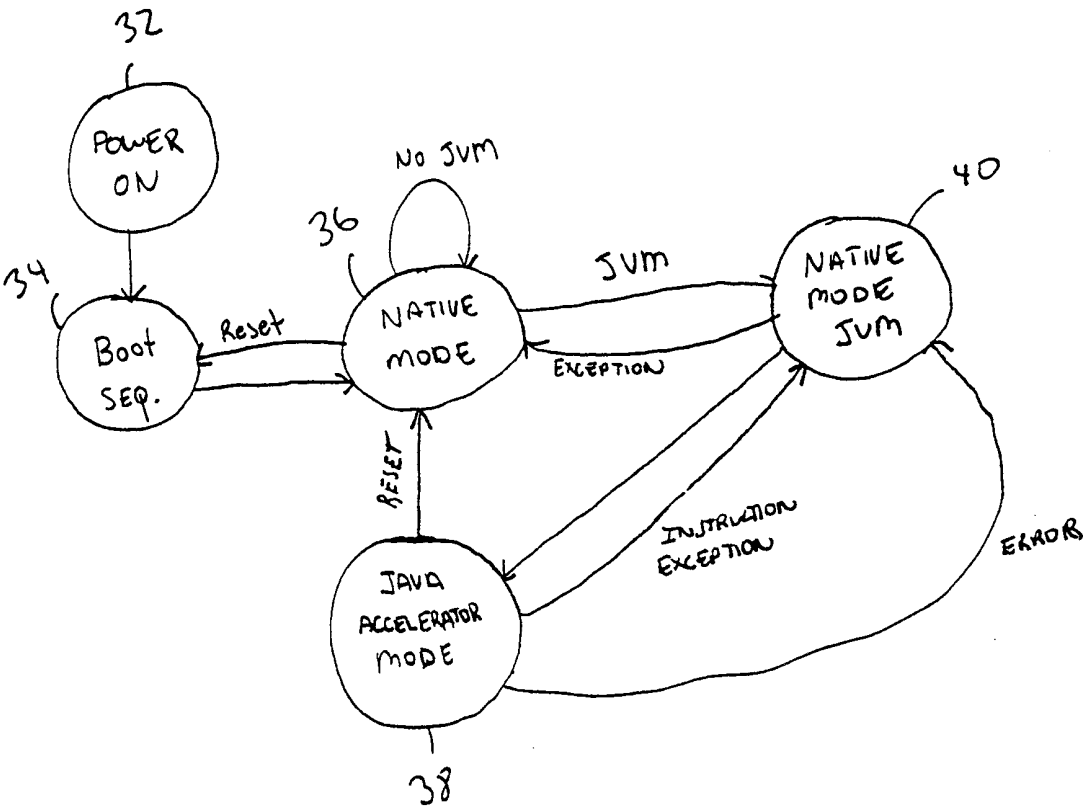 32
POWER
ON
No JVM
40
36
34
JVM
NATIVE
MODE
JVM
Reset
NATIVE
MODE
Boot
SEQ.
EXCEPTION
RESET
INSTRUCTION
EXCEPTION
ERRORS
JAVA
ACCELERATOR
MODE
38